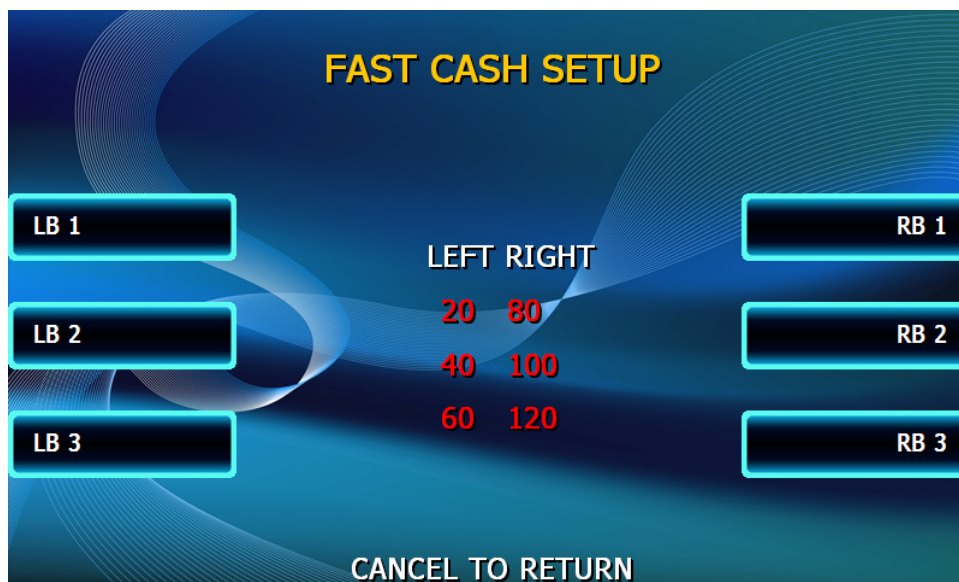 FAST CASH SETUP
LB 1
RB 1
LEFT RIGHT
20 80
LB 2
RB 2
40 100
60 120
LB 3
RB 3
CANCEL TO RETURN